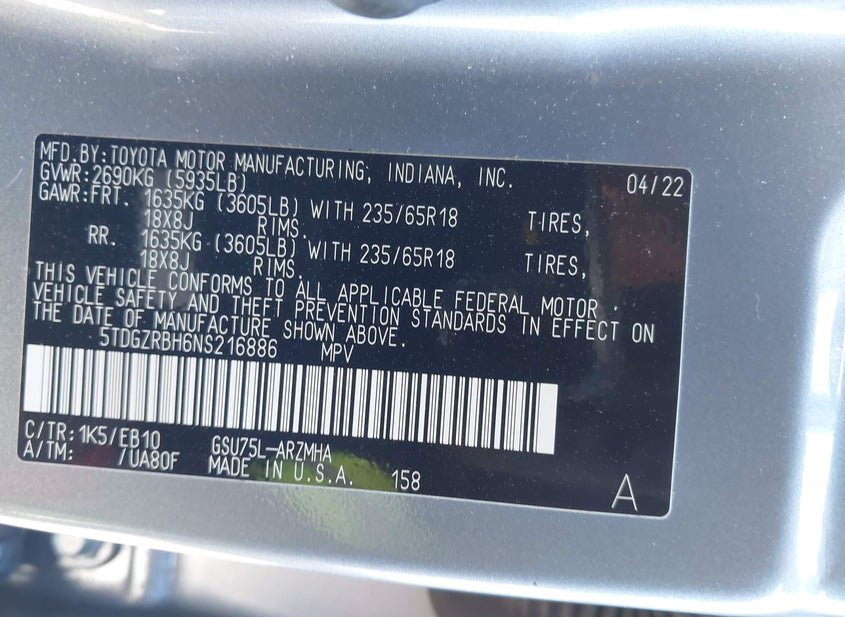 MFD.BY:TOYOTA MOTOR MANUFACTURING, INDIANA, INC. 04/22
GVWR:2690KG (5935LB)
GAWR:FRT. 1635KG (3605LB) WITH 235/65R18 TIRES,
18X8J RIMS.
RR. 1635KG (3605LB) WITH 235/65R18 TIRES,
18X8J RIMS.
THIS VEHICLE CONFORMS TO ALL APPLICABLE FEDERAL MOTOR
VEHICLE SAFETY AND THEFT PREVENTION STANDARDS IN EFFECT ON
THE DATE OF MANUFACTURE SHOWN ABOVE.
5TDGZRBH6NS216886 MPV
C/TR:1K5/EB10 GSU75L-ARZMHA
A/TM: /UA80F MADE IN U.S.A. 158 A